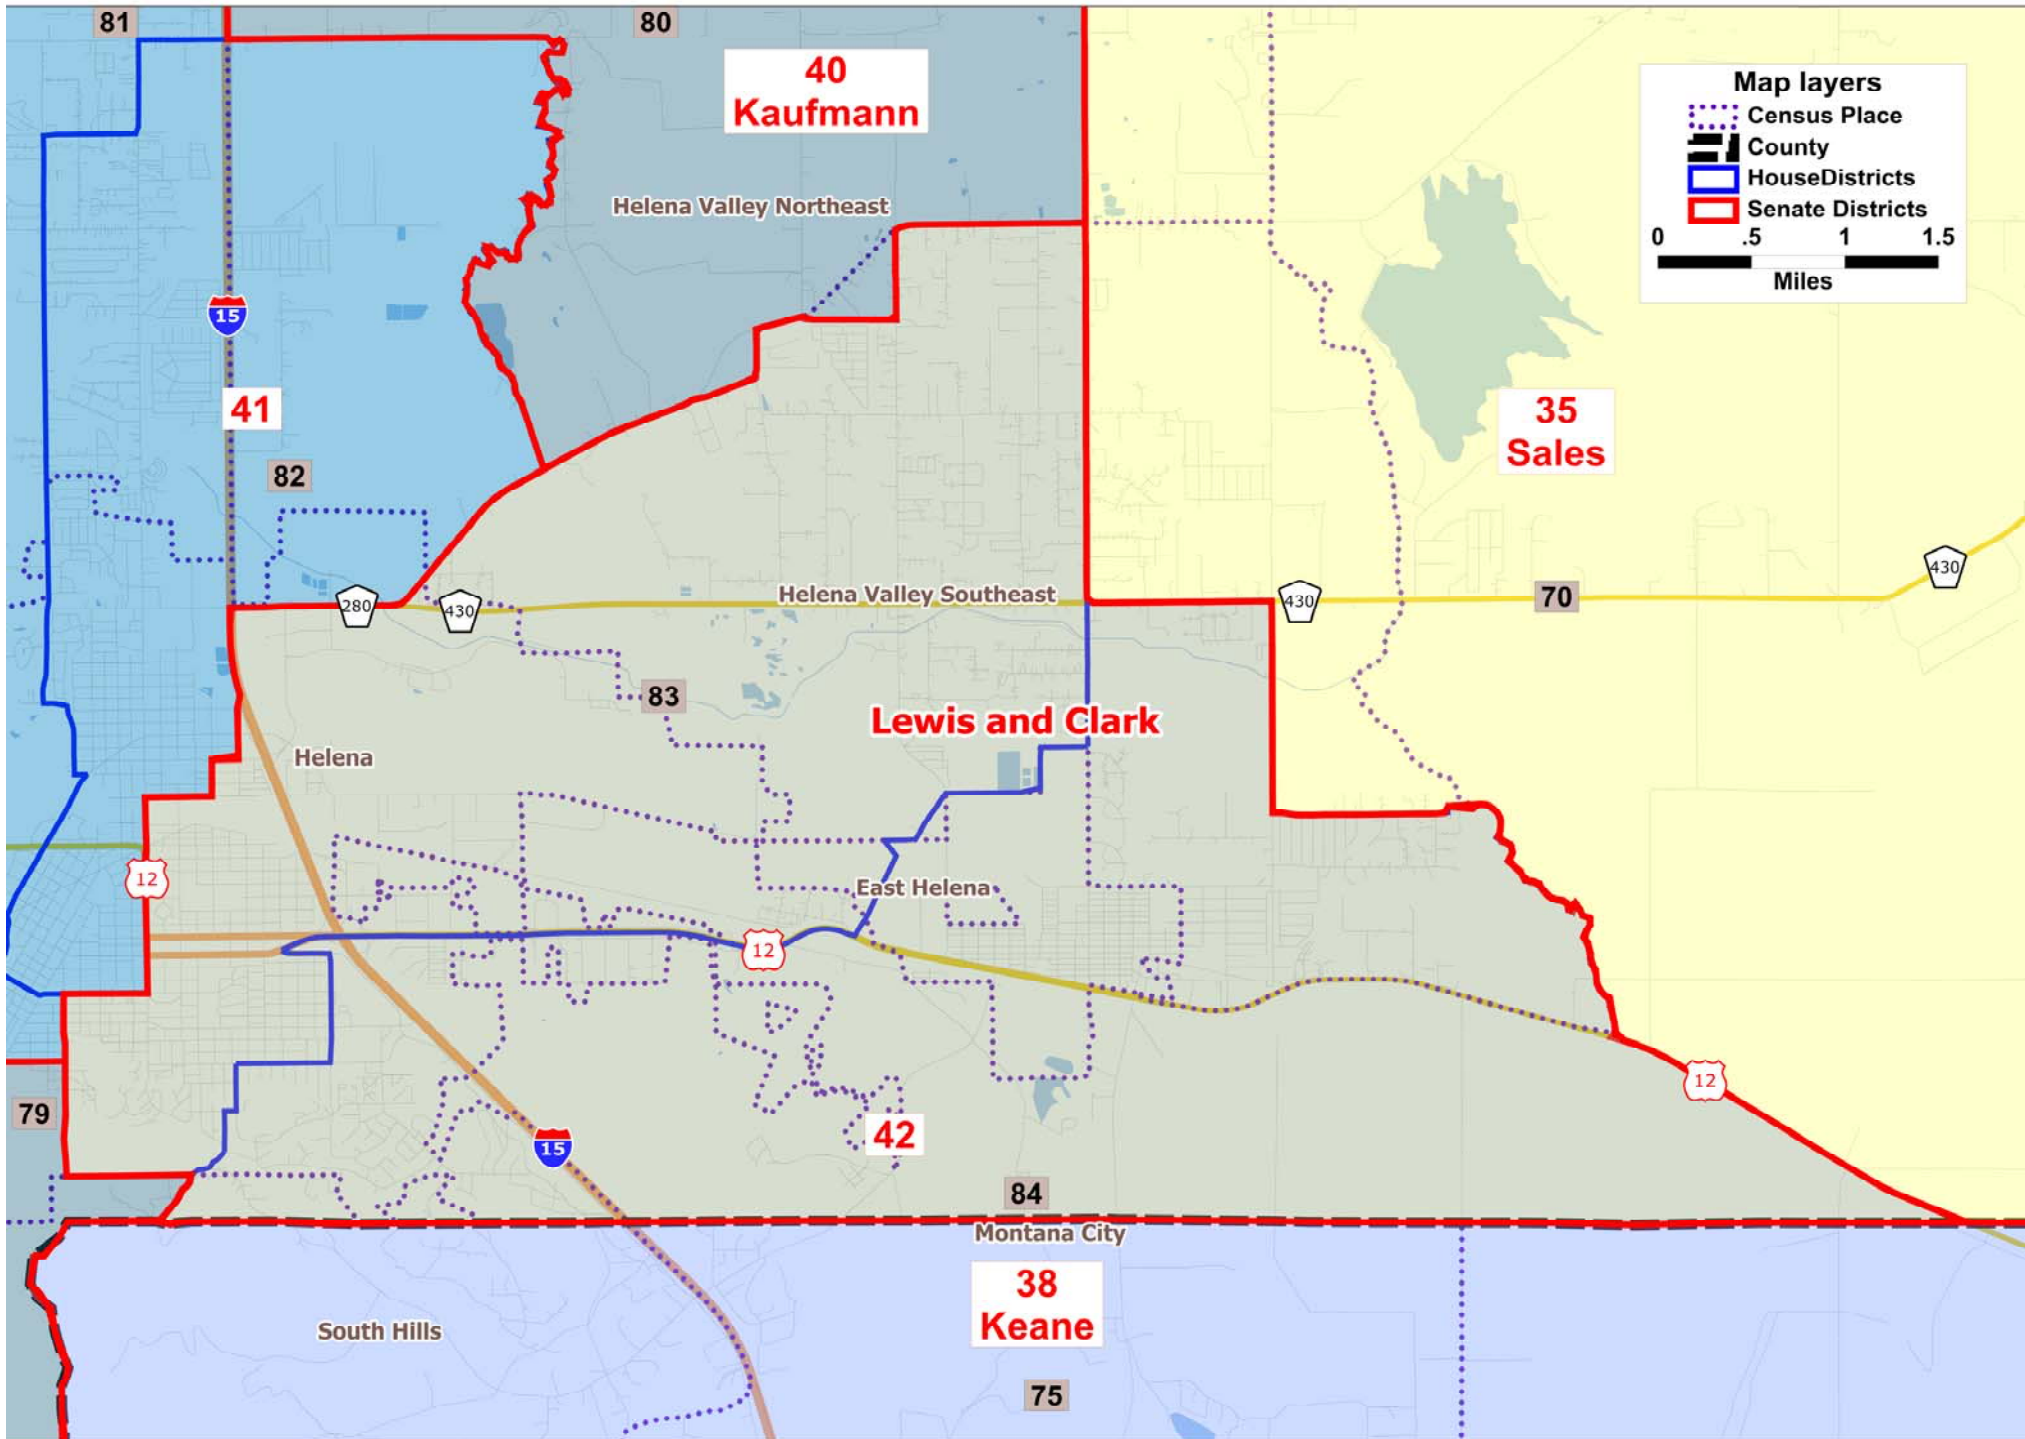 81
80
40
Kaufmann
Map layers
Census Place
County
HouseDistricts
Senate Districts
0 .5 1 1.5
Miles
Helena Valley Northeast
15
41
35
Sales
82
280
430
Helena Valley Southeast
430
70
430
83
Lewis and Clark
Helena
12
East Helena
12
12
79
15
42
84
Montana City
38
Keane
South Hills
75